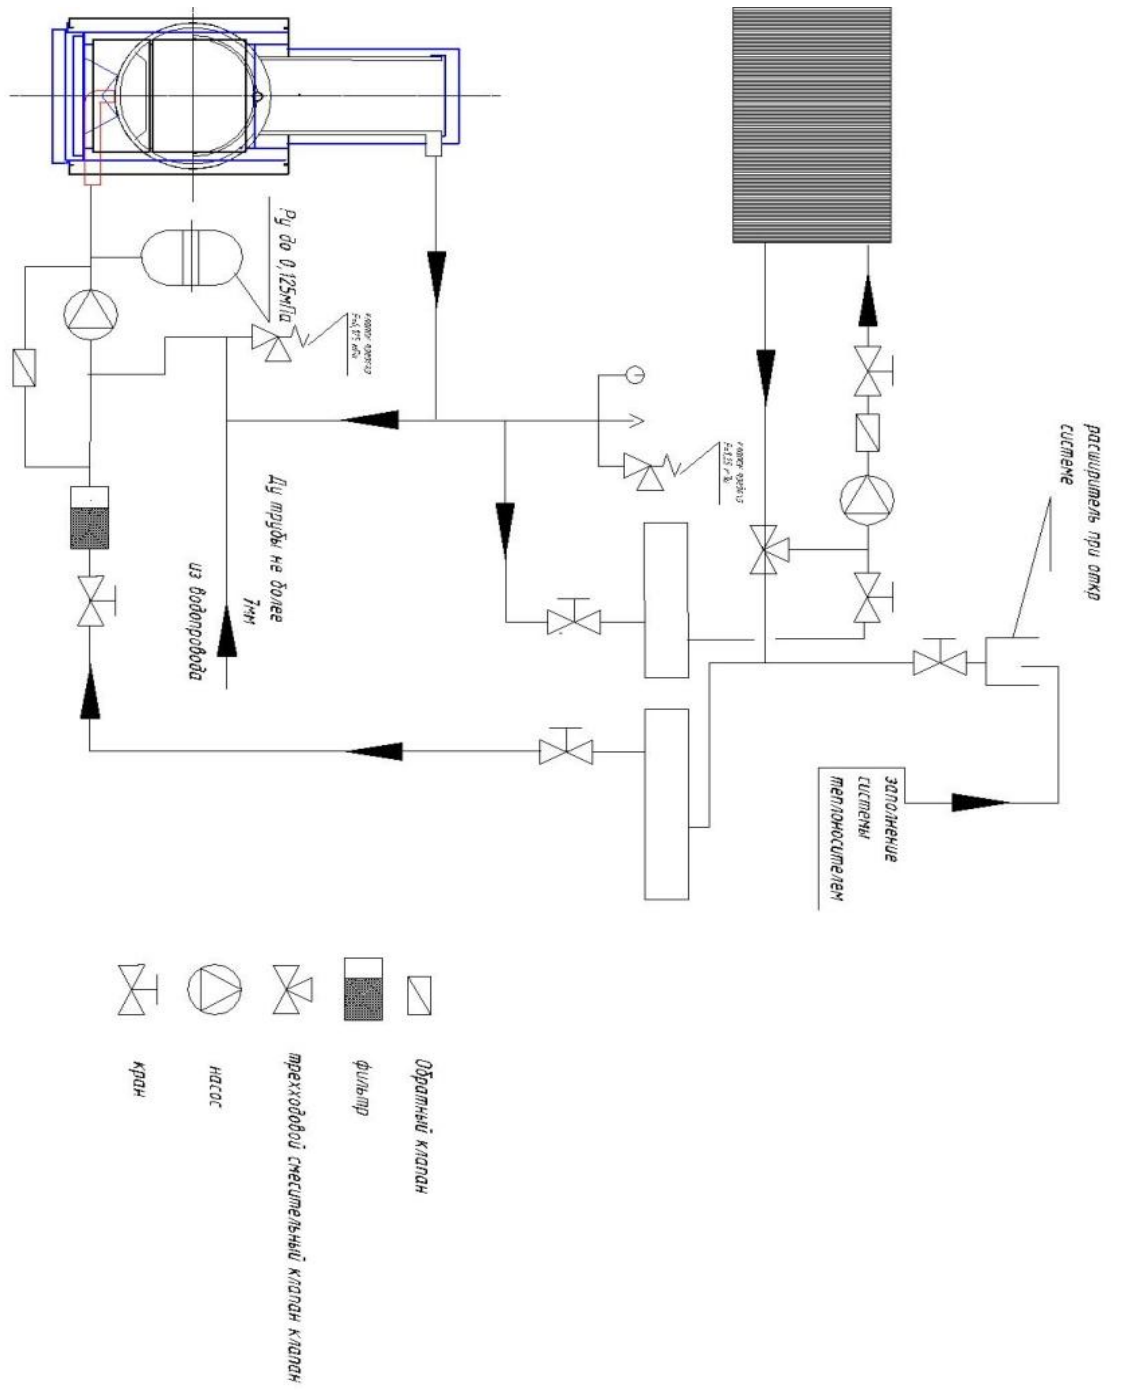 расширитель при откр
системе
заполнение
системы
теплоносителем
Ру до 0,125мПа
Ду трубы не более
7мм
из водопровода
Обратный клапан
фильтр
трехходовой смесительный клапан клапан
насос
кран